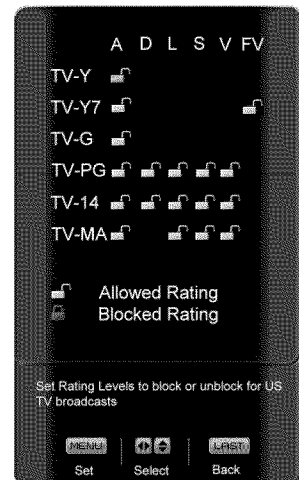 A D L S V FV
TV-Y
TV-Y7
TV-G
TV-PG
TV-14
TV-MA
Allowed Rating
Blocked Rating
Set Rating Levels to block or unblock for US
TV broadcasts
MENU LAST
Set Select Back